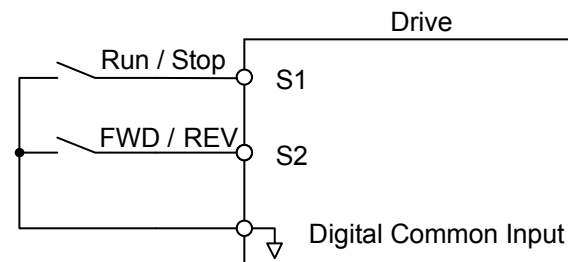 Drive
Run / Stop
S1
FWD / REV
S2
Digital Common Input